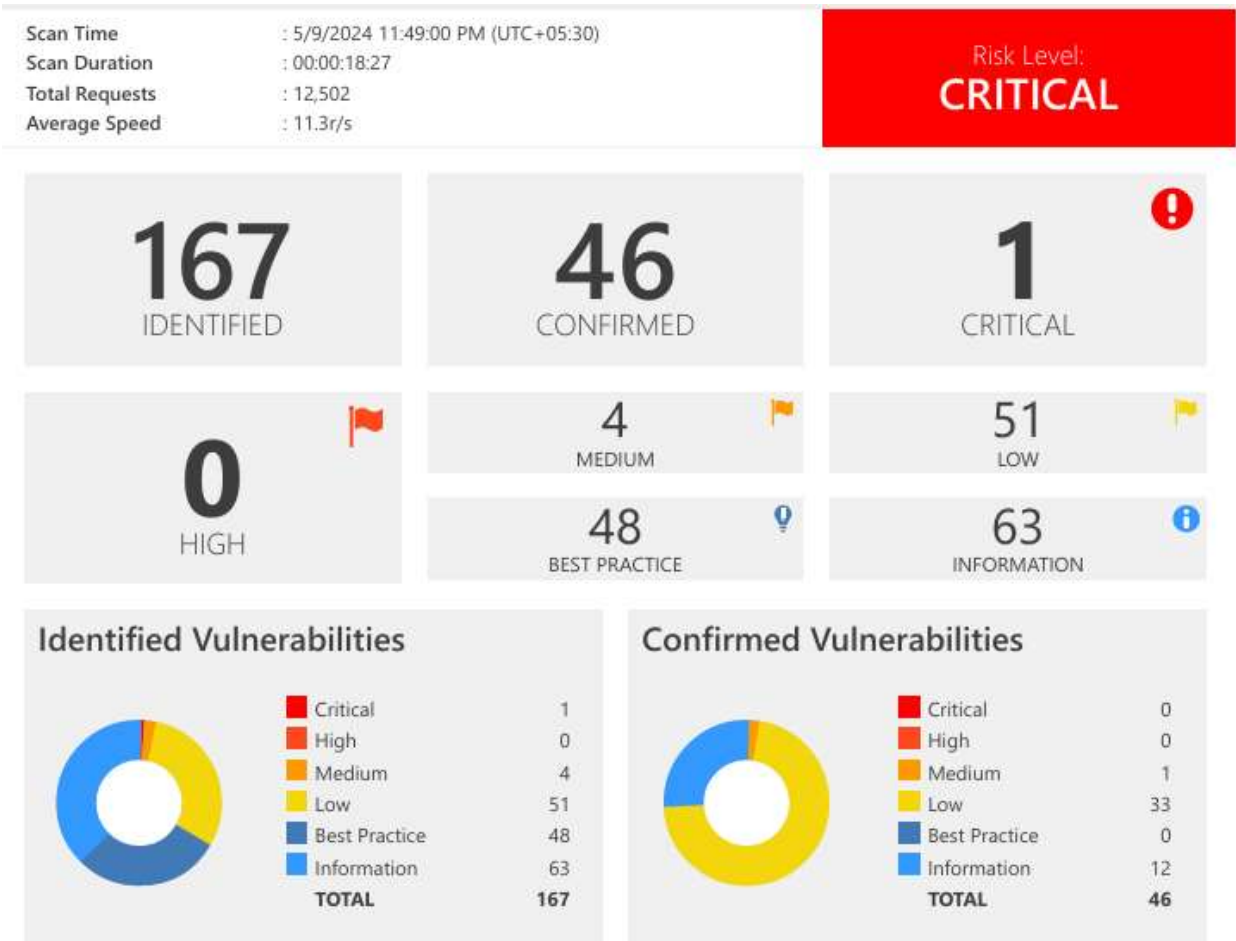 Scan Time : 5/9/2024 11:49:00 PM (UTC+05:30)
Scan Duration : 00:00:18:27
Total Requests : 12,502
Average Speed : 11.3r/s
Risk Level:
CRITICAL
167
IDENTIFIED
46
CONFIRMED
1
CRITICAL
0
HIGH
4
MEDIUM
51
LOW
48
BEST PRACTICE
63
INFORMATION
Identified Vulnerabilities
Critical 1
High 0
Medium 4
Low 51
Best Practice 48
Information 63
TOTAL 167
Confirmed Vulnerabilities
Critical 0
High 0
Medium 1
Low 33
Best Practice 0
Information 12
TOTAL 46